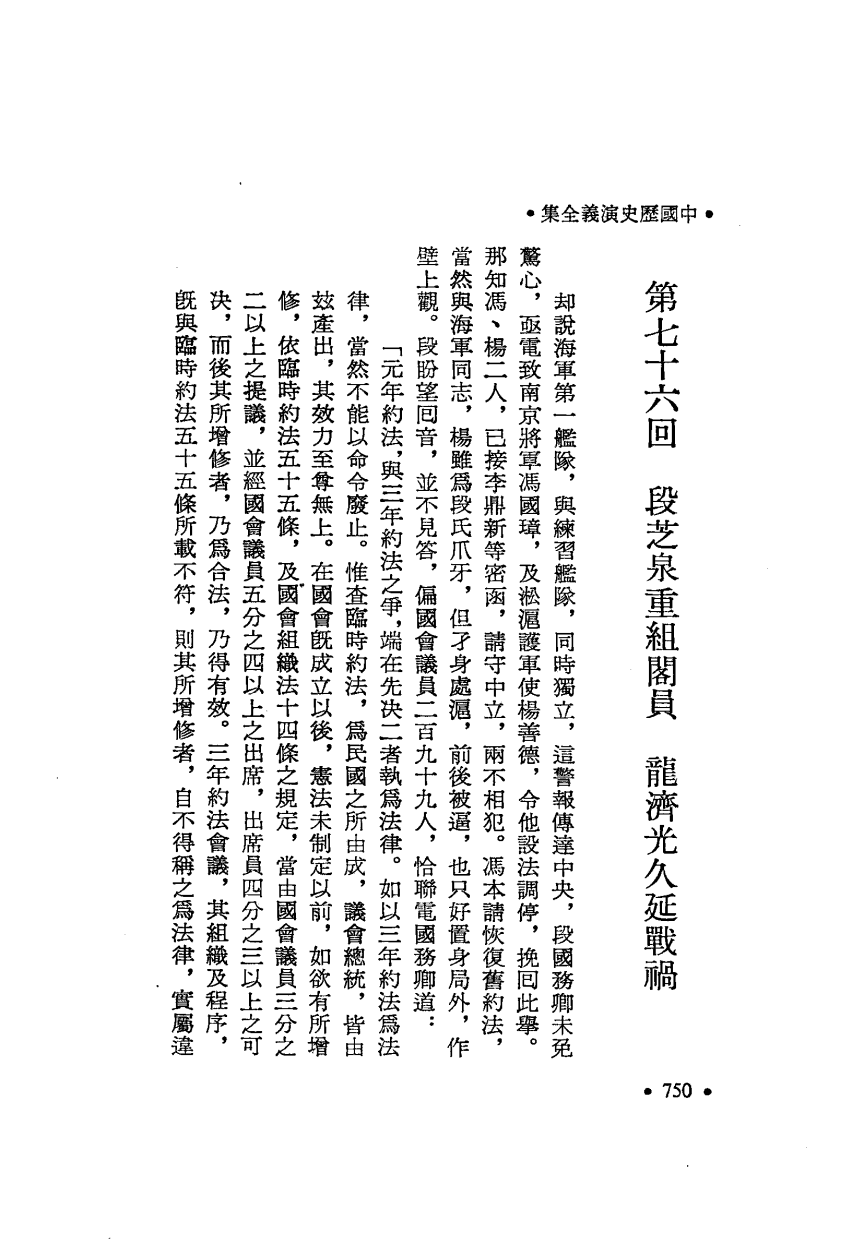 •中國歷史演義全集•
第七十六回　段芝泉重組閣員　龍濟光久延戰禍
却說海軍第一艦隊，與練習艦隊，同時獨立，這警報傳達中央，段國務卿未免
驚心，亟電致南京將軍馮國璋，及淞滬護軍使楊善德，令他設法調停，挽回此舉。
那知馮、楊二人，已接李鼎新等密函，請守中立，兩不相犯。馮本請恢復舊約法，
當然與海軍同志，楊雖爲段氏爪牙，但孑身處滬，前後被逼，也只好置身局外，作
壁上觀。段盼望回音，並不見答，偏國會議員二百九十九人，恰聯電國務卿道：
「元年約法，與三年約法之爭，端在先决二者孰爲法律。如以三年約法爲法
律，當然不能以命令廢止。惟查臨時約法，爲民國之所由成，議會總統，皆由
玆產出，其效力至尊無上。在國會既成立以後，憲法未制定以前，如欲有所增
修，依臨時約法五十五條，及國會組織法十四條之規定，當由國會議員三分之
二以上之提議，並經國會議員五分之四以上之出席，出席員四分之三以上之可
决，而後其所增修者，乃爲合法，乃得有效。三年約法會議，其組織及程序，
既與臨時約法五十五條所載不符，則其所增修者，自不得稱之爲法律，實屬違
•750•